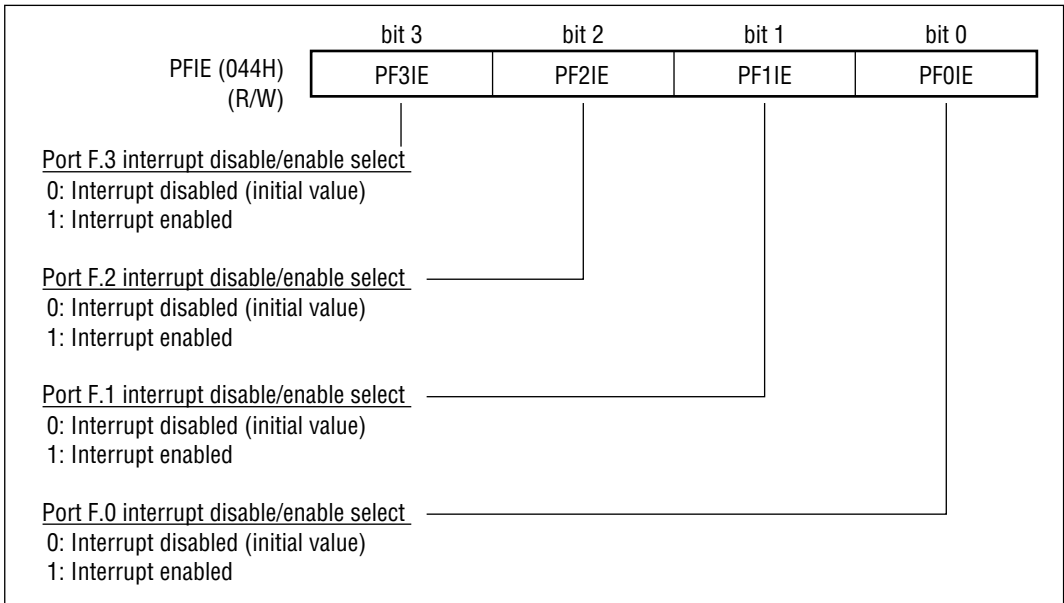 bit 3 bit 2 bit 1 bit 0
PFIE (044H) PF3IE PF2IE PF1IE PF0IE
(R/W)
Port F.3 interrupt disable/enable select
0: Interrupt disabled (initial value)
1: Interrupt enabled
Port F.2 interrupt disable/enable select
0: Interrupt disabled (initial value)
1: Interrupt enabled
Port F.1 interrupt disable/enable select
0: Interrupt disabled (initial value)
1: Interrupt enabled
Port F.0 interrupt disable/enable select
0: Interrupt disabled (initial value)
1: Interrupt enabled